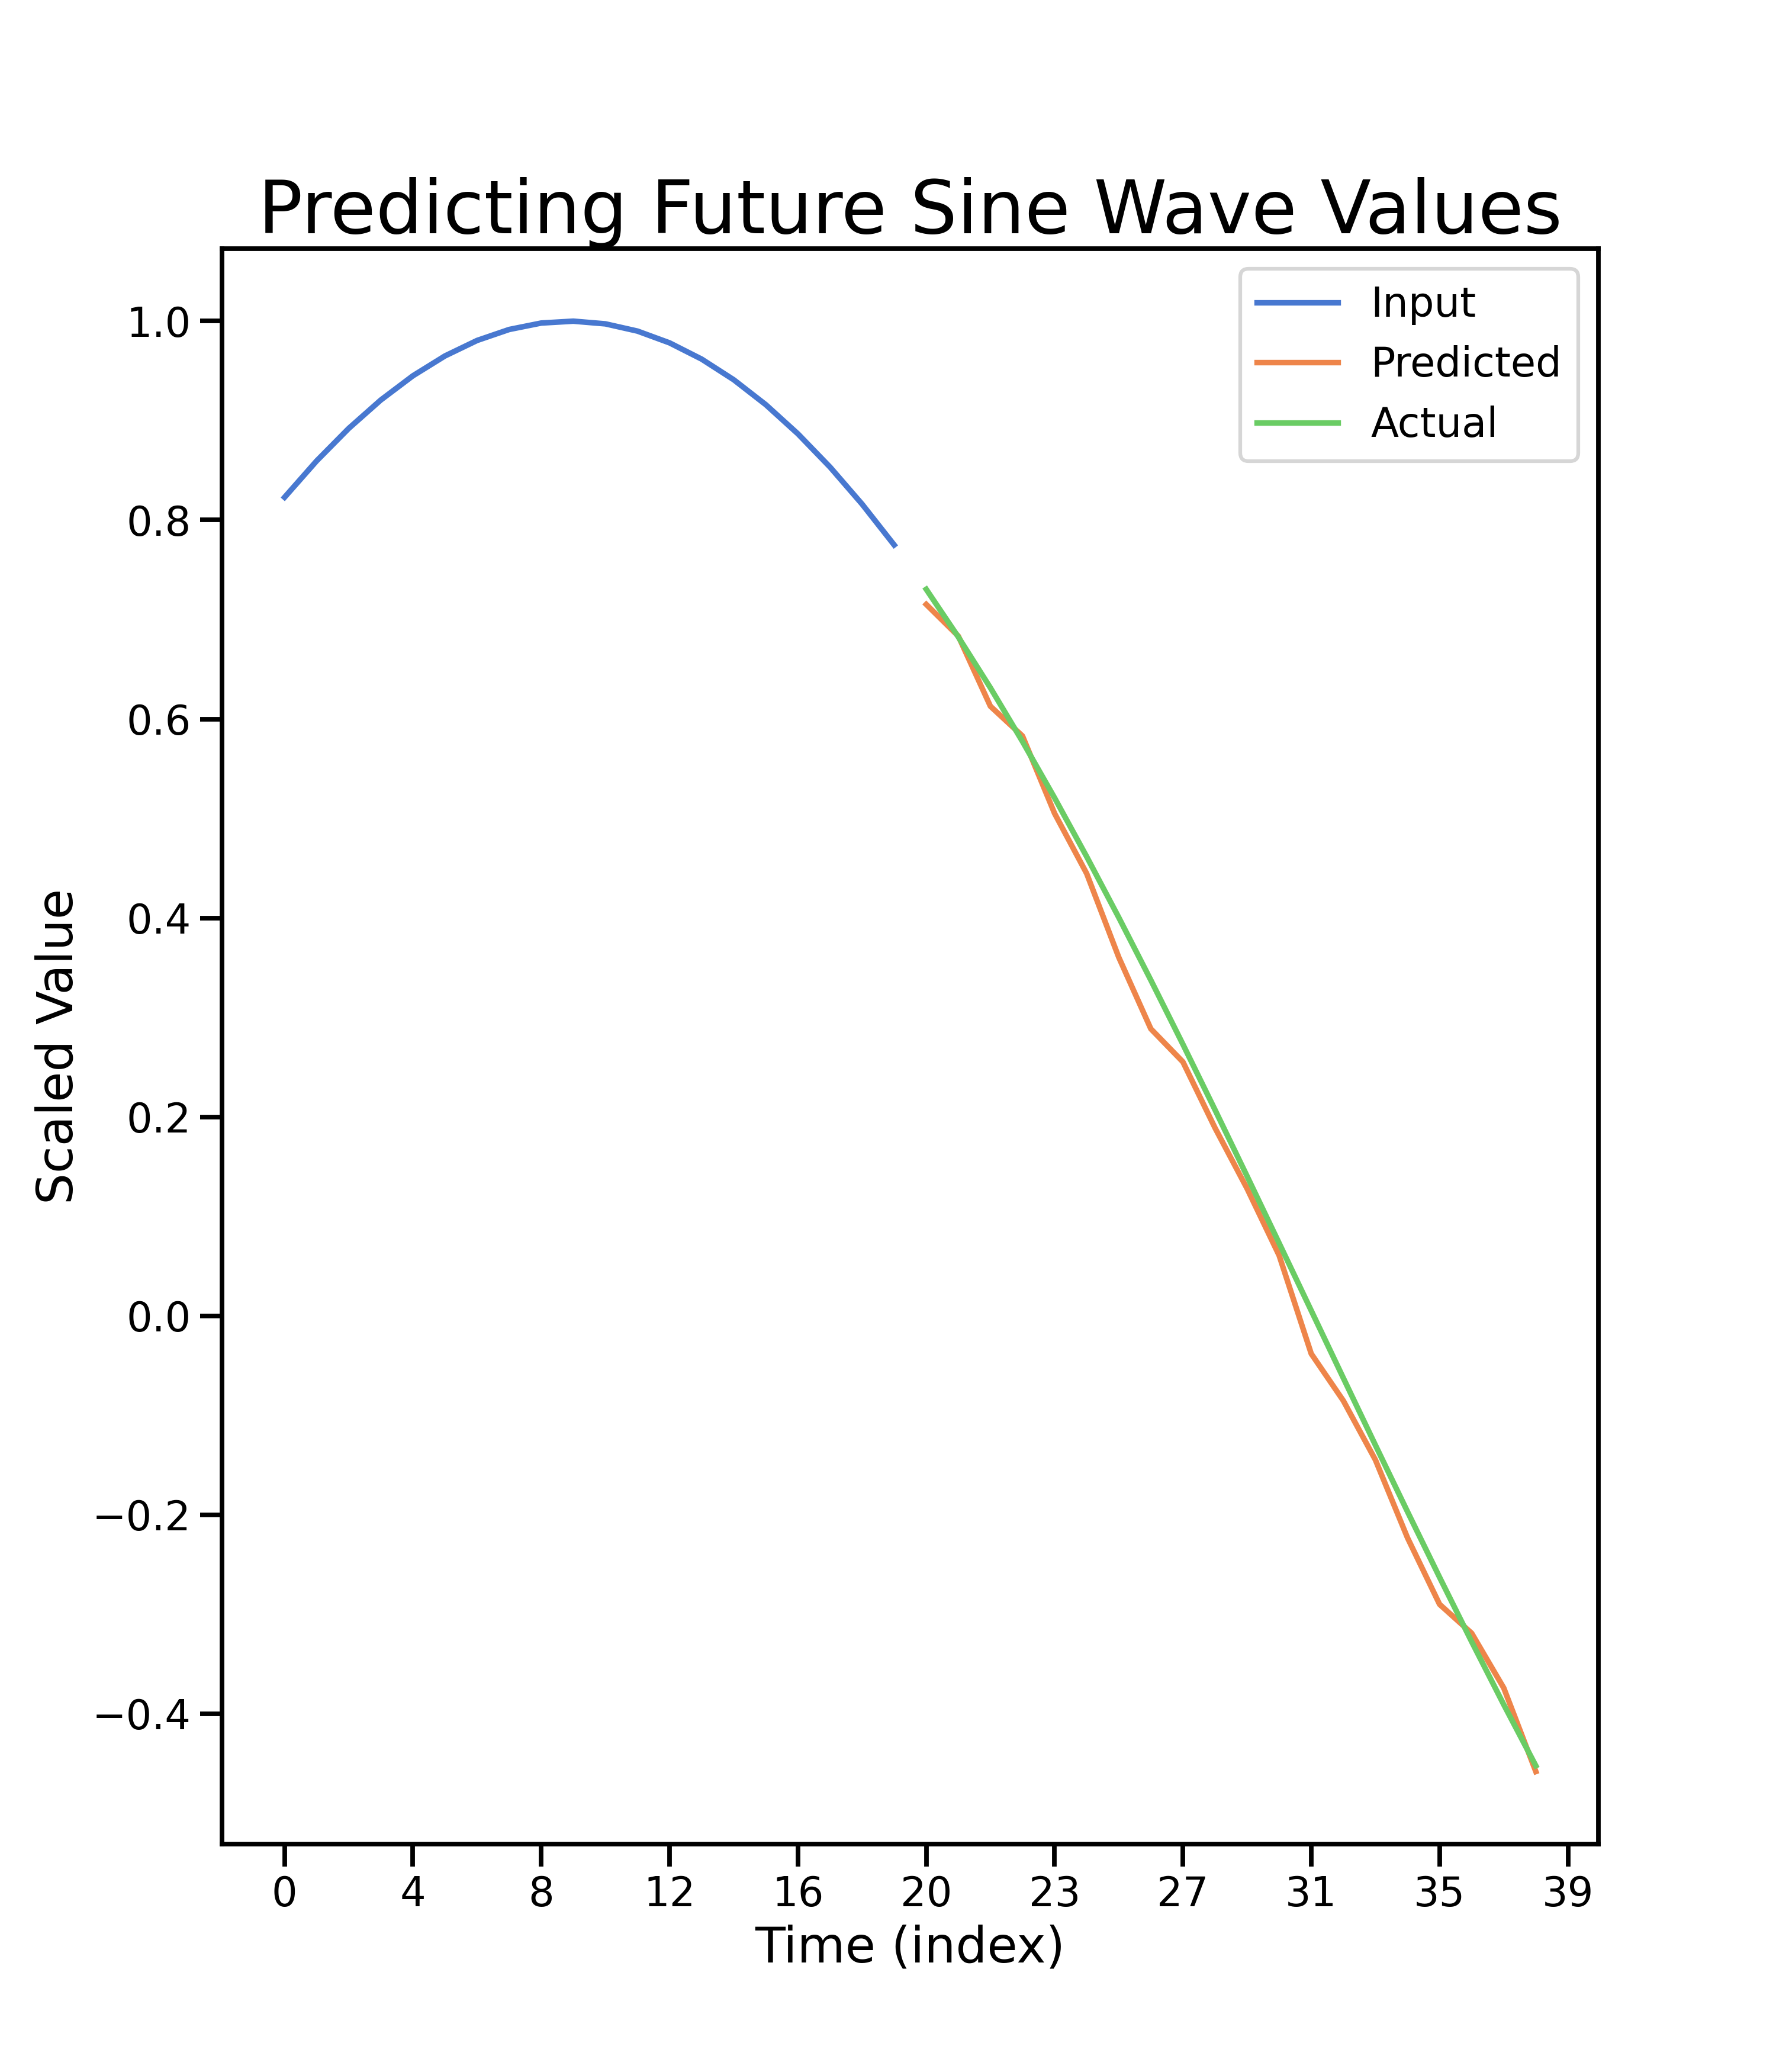 Predicting Future Sine Wave Values
Input
Predicted
Actual
1.0
0.8
0.6
0.4
0.2
0.0
−0.2
−0.4
Scaled Value
0 4 8 12 16 20 23 27 31 35 39
Time (index)